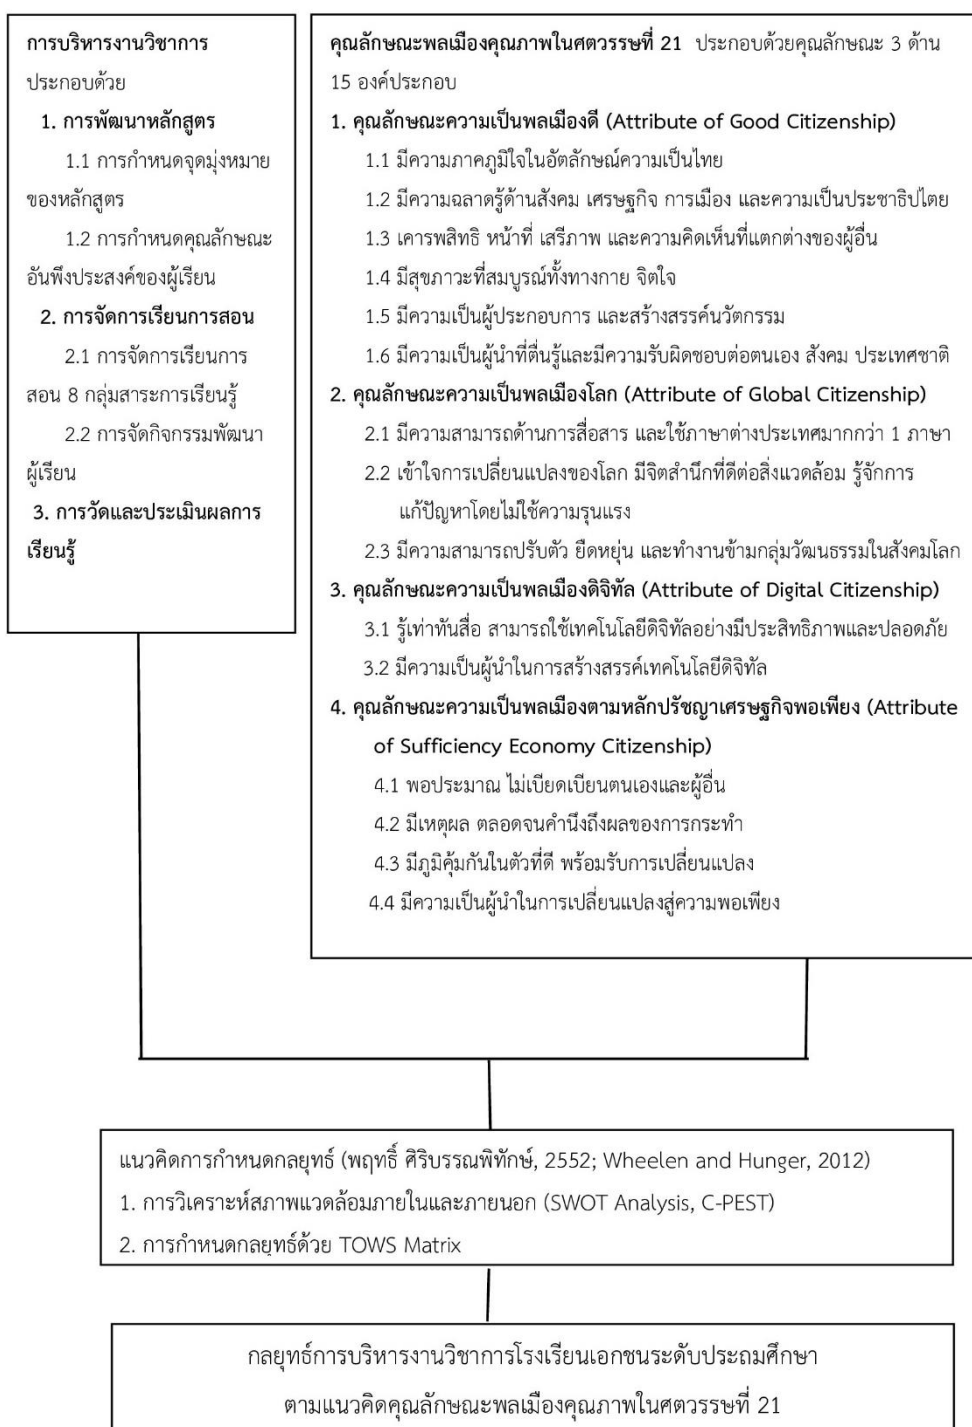 การบริหารงานวิชาการ
ประกอบด้วย
1. การพัฒนาหลักสูตร
1.1 การกำหนดจุดมุ่งหมาย
ของหลักสูตร
1.2 การกำหนดคุณลักษณะ
อันพึงประสงค์ของผู้เรียน
2. การจัดการเรียนการสอน
2.1 การจัดการเรียนการ
สอน 8 กลุ่มสาระการเรียนรู้
2.2 การจัดกิจกรรมพัฒนา
ผู้เรียน
3. การวัดและประเมินผลการ
เรียนรู้
คุณลักษณะพลเมืองคุณภาพในศตวรรษที่ 21 ประกอบด้วยคุณลักษณะ 3 ด้าน
15 องค์ประกอบ
1. คุณลักษณะความเป็นพลเมืองดี (Attribute of Good Citizenship)
1.1 มีความภาคภูมิใจในอัตลักษณ์ความเป็นไทย
1.2 มีความฉลาดรู้ด้านสังคม เศรษฐกิจ การเมือง และความเป็นประชาธิปไตย
1.3 เคารพสิทธิ หน้าที่ เสรีภาพ และความคิดเห็นที่แตกต่างของผู้อื่น
1.4 มีสุขภาวะที่สมบูรณ์ทั้งทางกาย จิตใจ
1.5 มีความเป็นผู้ประกอบการ และสร้างสรรค์นวัตกรรม
1.6 มีความเป็นผู้นำที่ตื่นรู้และมีความรับผิดชอบต่อตนเอง สังคม ประเทศชาติ
2. คุณลักษณะความเป็นพลเมืองโลก (Attribute of Global Citizenship)
2.1 มีความสามารถด้านการสื่อสาร และใช้ภาษาต่างประเทศมากกว่า 1 ภาษา
2.2 เข้าใจการเปลี่ยนแปลงของโลก มีจิตสำนึกที่ดีต่อสิ่งแวดล้อม รู้จักการ
แก้ปัญหาโดยไม่ใช้ความรุนแรง
2.3 มีความสามารถปรับตัว ยืดหยุ่น และทำงานข้ามกลุ่มวัฒนธรรมในสังคมโลก
3. คุณลักษณะความเป็นพลเมืองดิจิทัล (Attribute of Digital Citizenship)
3.1 รู้เท่าทันสื่อ สามารถใช้เทคโนโลยีดิจิทัลอย่างมีประสิทธิภาพและปลอดภัย
3.2 มีความเป็นผู้นำในการสร้างสรรค์เทคโนโลยีดิจิทัล
4. คุณลักษณะความเป็นพลเมืองตามหลักปรัชญาเศรษฐกิจพอเพียง (Attribute
of Sufficiency Economy Citizenship)
4.1 พอประมาณ ไม่เบียดเบียนตนเองและผู้อื่น
4.2 มีเหตุผล ตลอดจนคำนึงถึงผลของการกระทำ
4.3 มีภูมิคุ้มกันในตัวที่ดี พร้อมรับการเปลี่ยนแปลง
4.4 มีความเป็นผู้นำในการเปลี่ยนแปลงสู่ความพอเพียง
แนวคิดการกำหนดกลยุทธ์ (พฤทธิ์ ศิริบรรณพิทักษ์, 2552; Wheelen and Hunger, 2012)
1. การวิเคราะห์สภาพแวดล้อมภายในและภายนอก (SWOT Analysis, C-PEST)
2. การกำหนดกลยุทธ์ด้วย TOWS Matrix
กลยุทธ์การบริหารงานวิชาการโรงเรียนเอกชนระดับประถมศึกษา
ตามแนวคิดคุณลักษณะพลเมืองคุณภาพในศตวรรษที่ 21